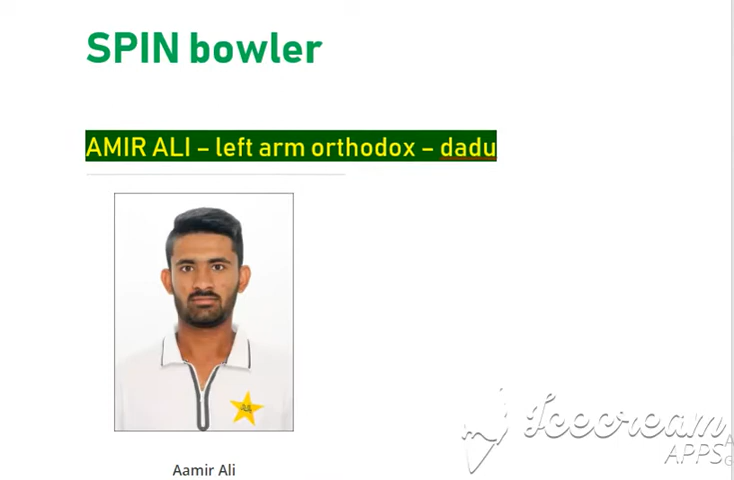 SPIN bowler
AMIR ALI – left arm orthodox – dadu
Aamir Ali
Icecream
APPS